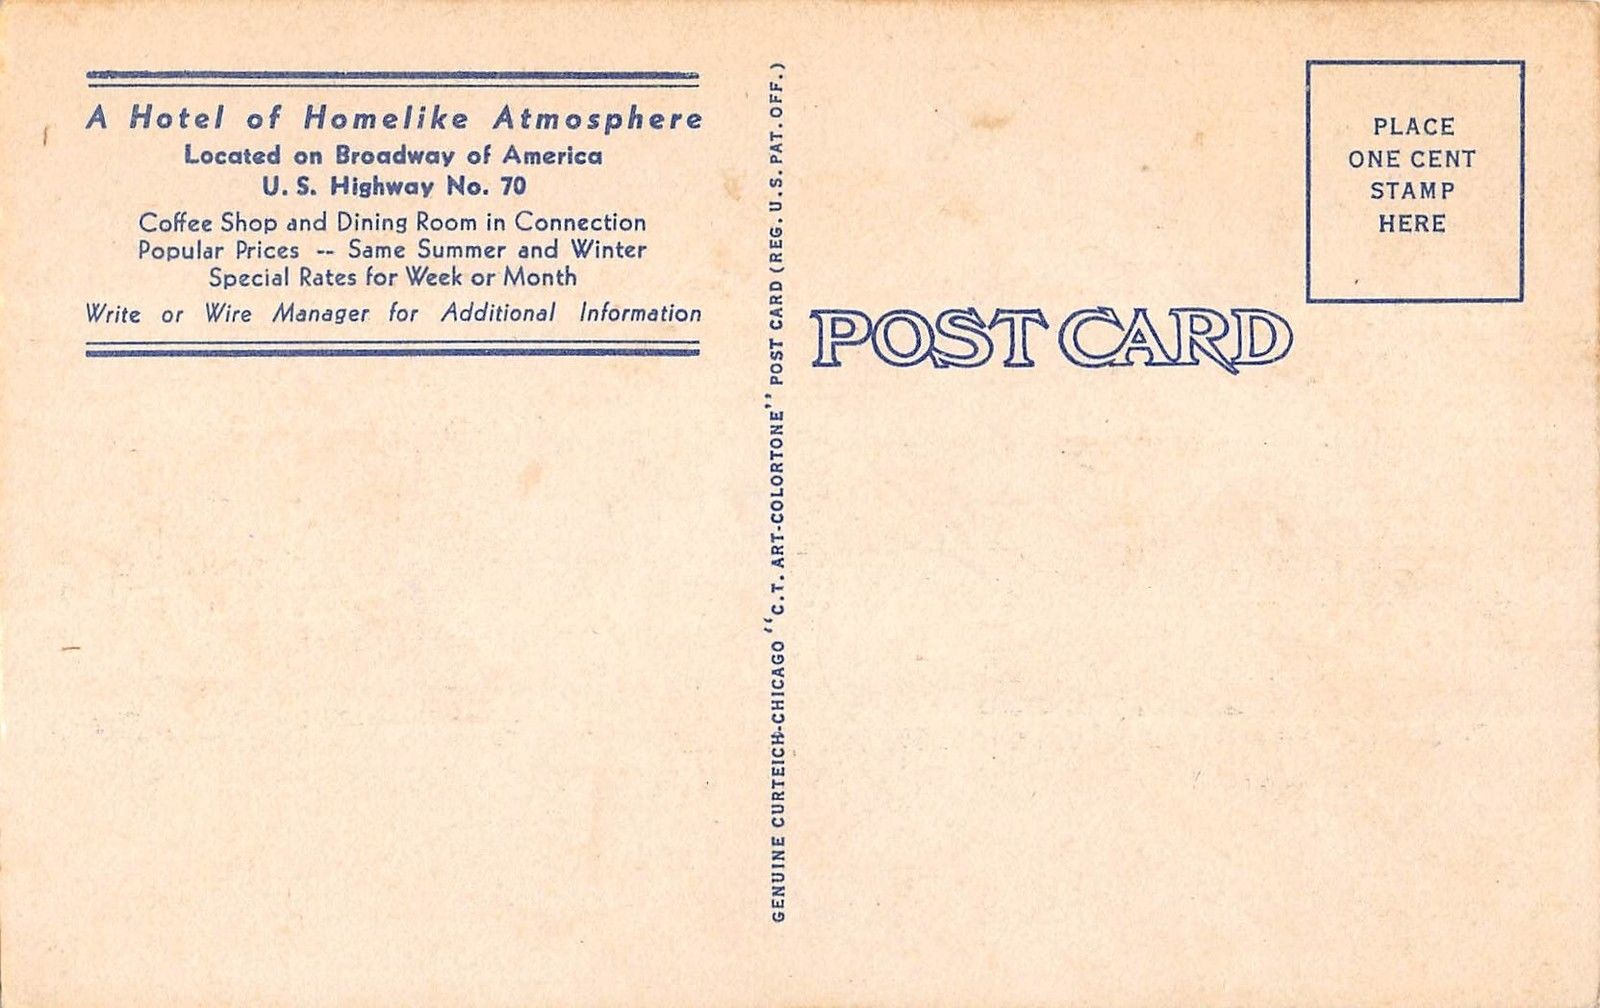 A Hotel of Homelike Atmosphere
Located on Broadway of America
U. S. Highway No. 70
Coffee Shop and Dining Room in Connection
Popular Prices -- Same Summer and Winter
Special Rates for Week or Month
Write or Wire Manager for Additional Information
GENUINE CURTEICH-CHICAGO "C.T. ART-COLORTONE" POST CARD (REG. U.S. PAT. OFF.)
POST CARD
PLACE
ONE CENT
STAMP
HERE